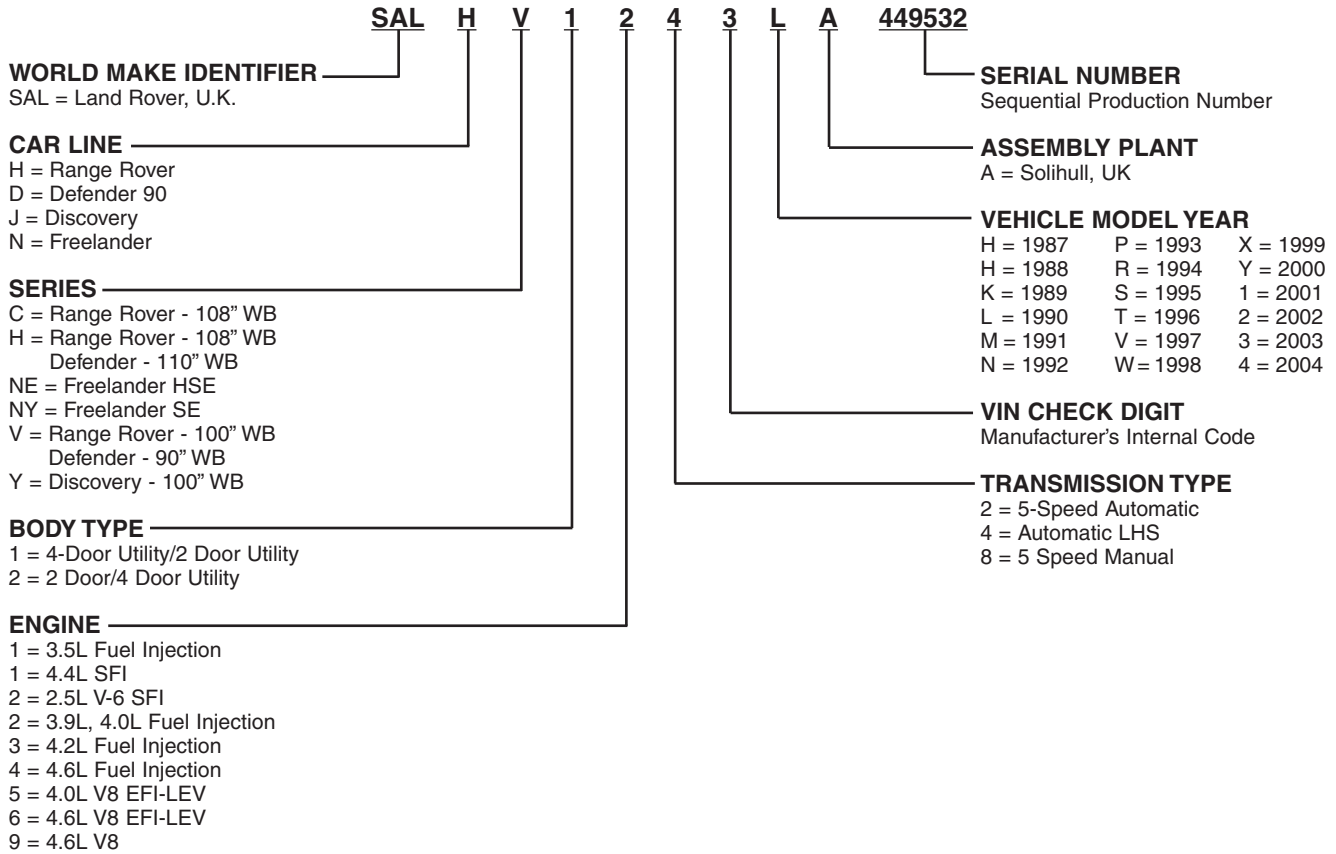 SAL H V 1 2 4 3 L A 449532
WORLD MAKE IDENTIFIER
SAL = Land Rover, U.K.
CAR LINE
H = Range Rover
D = Defender 90
J = Discovery
N = Freelander
SERIES
C = Range Rover - 108” WB
H = Range Rover - 108” WB
Defender - 110” WB
NE = Freelander HSE
NY = Freelander SE
V = Range Rover - 100” WB
Defender - 90” WB
Y = Discovery - 100” WB
BODY TYPE
1 = 4-Door Utility/2 Door Utility
2 = 2 Door/4 Door Utility
ENGINE
1 = 3.5L Fuel Injection
1 = 4.4L SFI
2 = 2.5L V-6 SFI
2 = 3.9L, 4.0L Fuel Injection
3 = 4.2L Fuel Injection
4 = 4.6L Fuel Injection
5 = 4.0L V8 EFI-LEV
6 = 4.6L V8 EFI-LEV
9 = 4.6L V8
SERIAL NUMBER
Sequential Production Number
ASSEMBLY PLANT
A = Solihull, UK
VEHICLE MODEL YEAR
H = 1987 P = 1993 X = 1999
H = 1988 R = 1994 Y = 2000
K = 1989 S = 1995 1 = 2001
L = 1990 T = 1996 2 = 2002
M = 1991 V = 1997 3 = 2003
N = 1992 W = 1998 4 = 2004
VIN CHECK DIGIT
Manufacturer’s Internal Code
TRANSMISSION TYPE
2 = 5-Speed Automatic
4 = Automatic LHS
8 = 5 Speed Manual